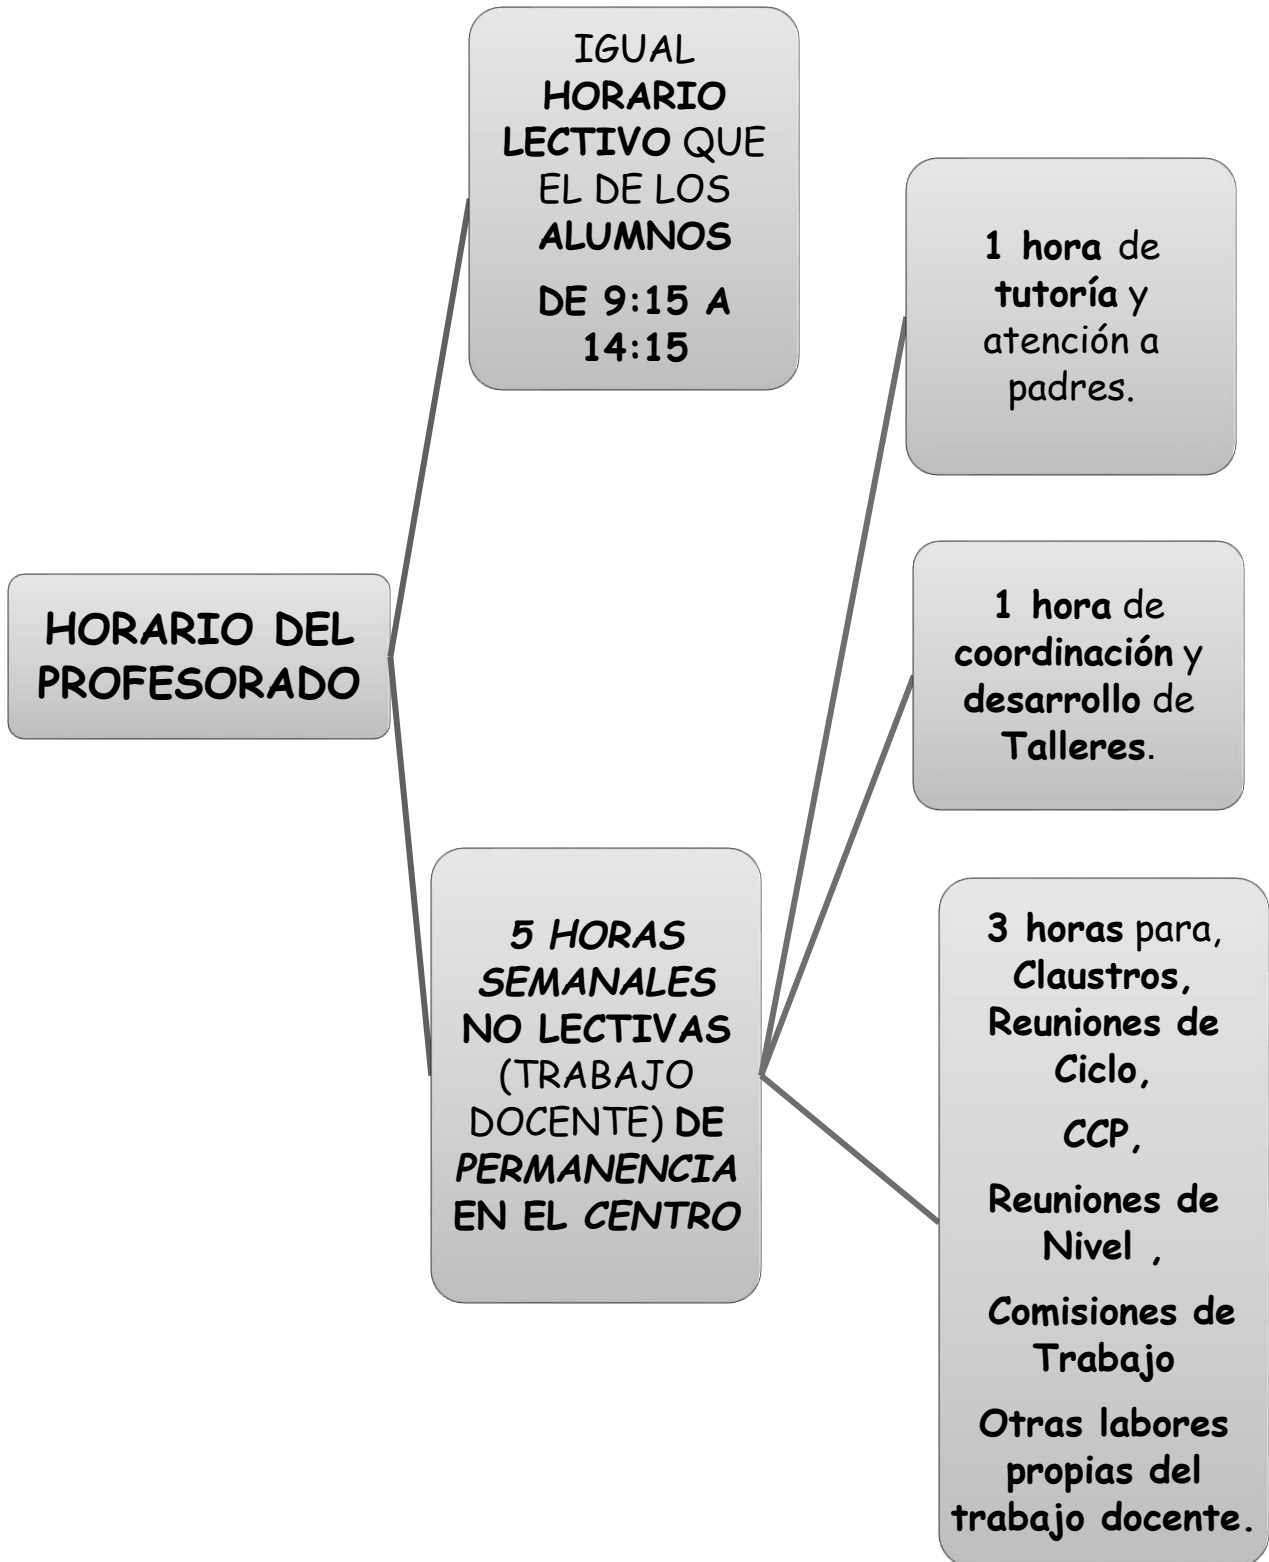 HORARIO DEL
PROFESORADO
IGUAL
HORARIO
LECTIVO QUE
EL DE LOS
ALUMNOS
DE 9:15 A
14:15
5 HORAS
SEMANALES
NO LECTIVAS
(TRABAJO
DOCENTE) DE
PERMANENCIA
EN EL CENTRO
1 hora de
tutoría y
atención a
padres.
1 hora de
coordinación y
desarrollo de
Talleres.
3 horas para,
Claustros,
Reuniones de
Ciclo,
CCP,
Reuniones de
Nivel ,
Comisiones de
Trabajo
Otras labores
propias del
trabajo docente.